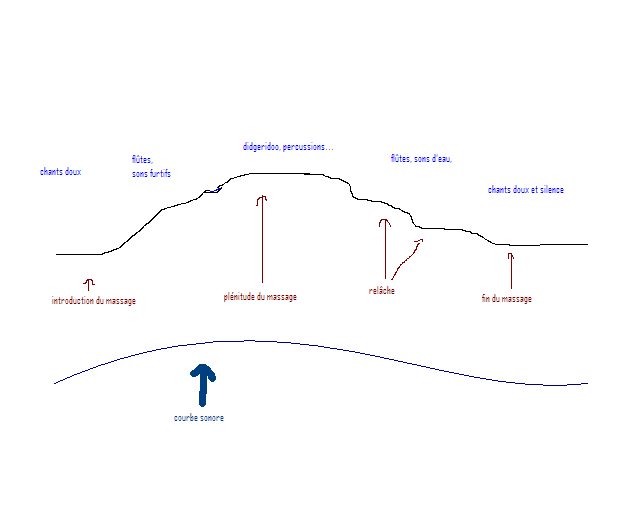 didgeridoo, percussions...
flûtes,
sons furtifs
flûtes, sons d'eau,
chants doux
chants doux et silence
introduction du massage
plénitude du massage
relâche
fin du massage
courbe sonore